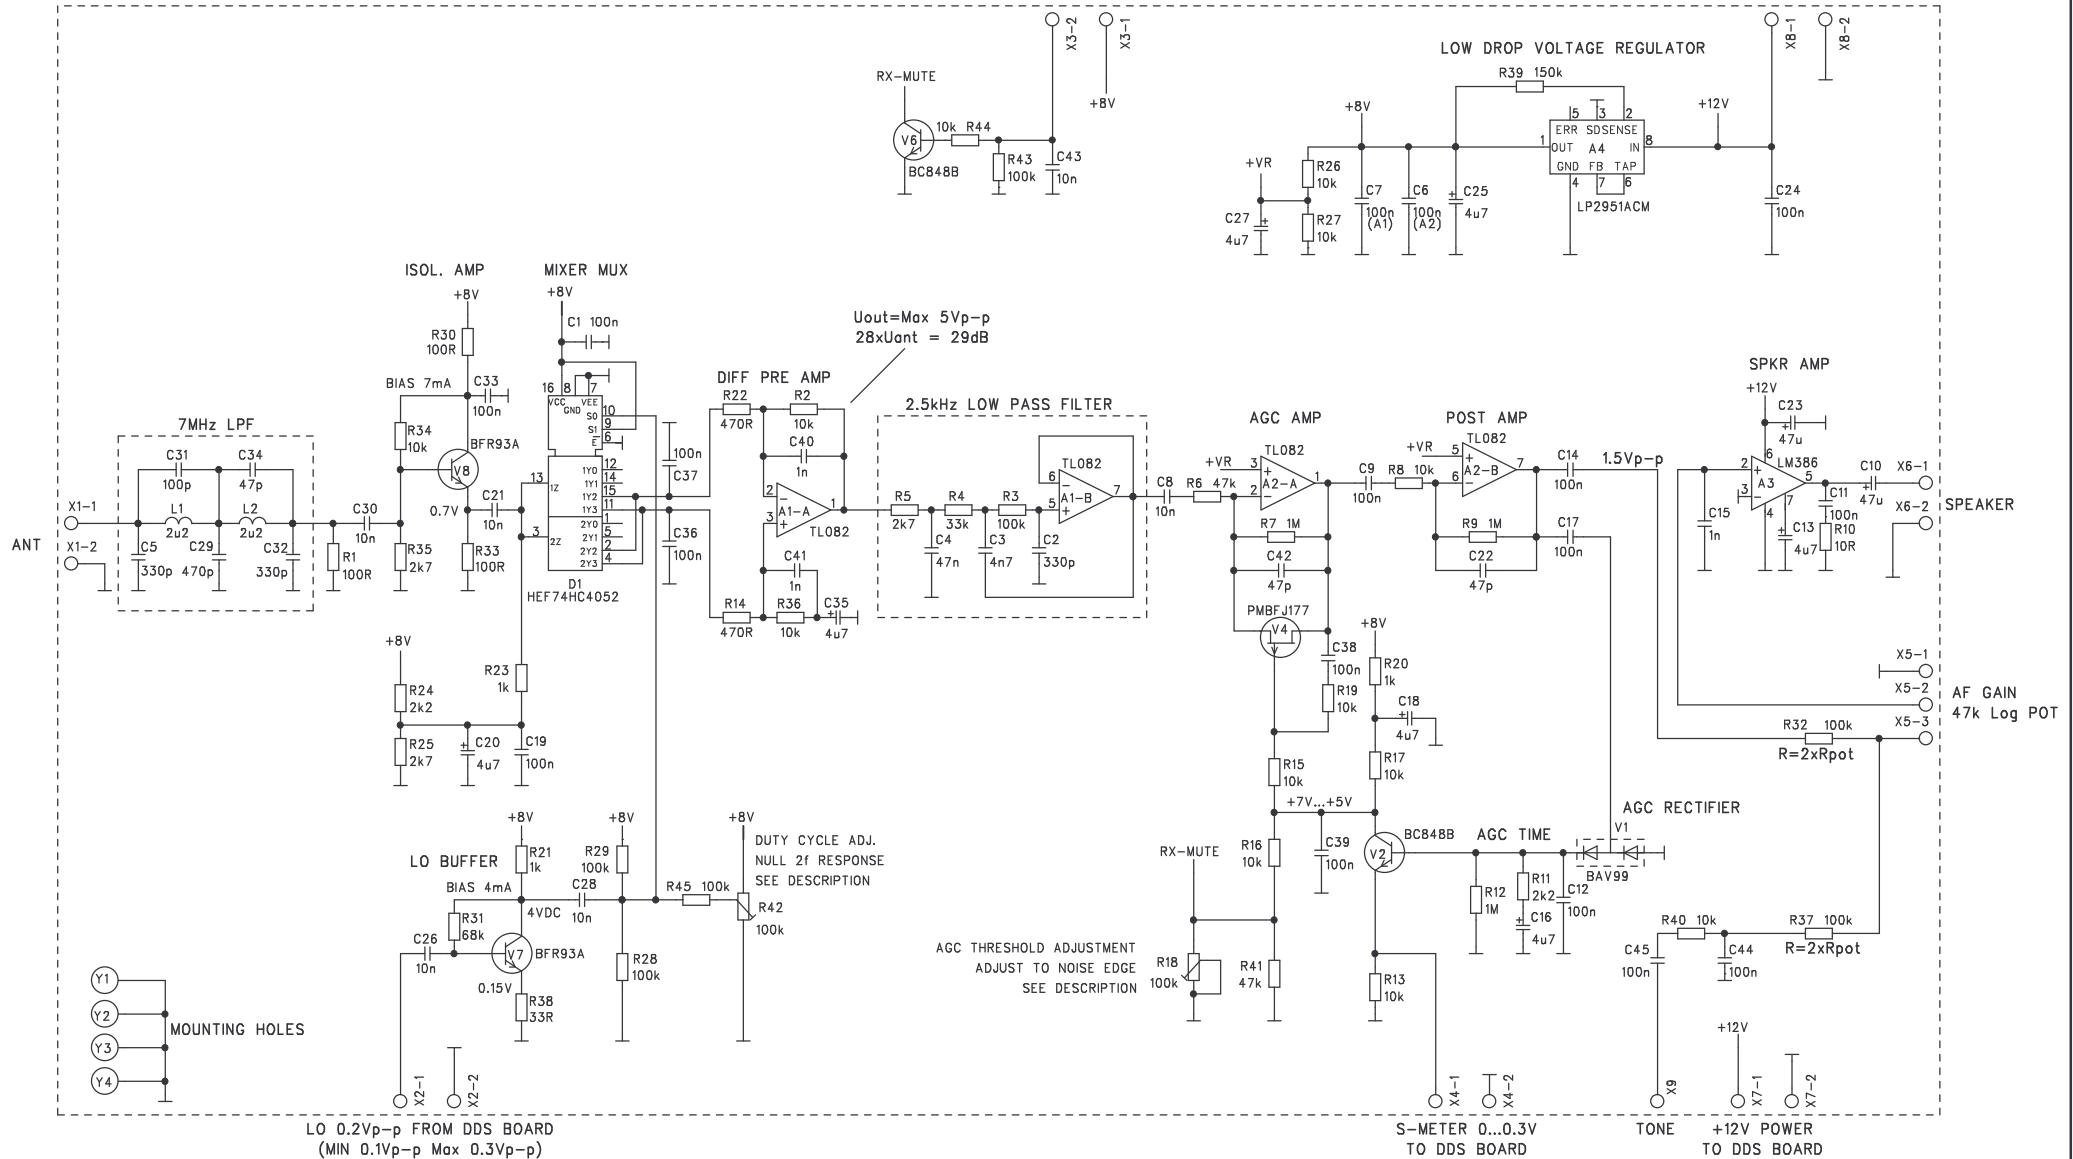 X3-2
X3-1
+8V
RX-MUTE
V6
BC848B
10k R44
R43
100k
C43
10n
LOW DROP VOLTAGE REGULATOR
X8-1
X8-2
R39 150k
+8V
+12V
5 3 2
ERR SD SENSE
1 OUT A4 IN 8
GND FB TAP
4 7 6
LP2951ACM
+VR
C27
4u7
R26
10k
R27
10k
C7
100n
(A1)
C6
100n
(A2)
C25
4u7
C24
100n
7MHz LPF
C31
100p
C34
47p
L1
2u2
L2
2u2
C5
330p
C29
470p
C32
330p
X1-1
ANT
X1-2
R1
100R
C30
10n
ISOL. AMP
+8V
R30
100R
BIAS 7mA
C33
100n
R34
10k
BFR93A
V8
0.7V
C21
10n
R35
2k7
R33
100R
MIXER MUX
+8V
C1 100n
16 8 7
VCC
GND
VEE
S0 10
S1 9
E 6
1Y0 12
1Y1 14
1Y2 15
1Y3 11
2Y0 1
2Y1 5
2Y2 2
2Y3 4
13 1Z
3 2Z
D1
HEF74HC4052
100n
C37
C36
100n
+8V
R24
2k2
R25
2k7
C20
4u7
C19
100n
R23
1k
DIFF PRE AMP
R22
470R
R2
10k
C40
1n
2
3
1
A1-A
TL082
C41
1n
R14
470R
R36
10k
C35
4u7
Uout=Max 5Vp-p
28xUant = 29dB
2.5kHz LOW PASS FILTER
R5
2k7
R4
33k
R3
100k
C4
47n
C3
4n7
C2
330p
TL082
6
5
7
A1-B
C8
10n
AGC AMP
TL082
+VR
R6 47k
3
2
1
A2-A
R7 1M
C42
47p
PMBFJ177
V4
C9
100n
R8 10k
POST AMP
TL082
+VR
5
6
7
A2-B
R9 1M
C22
47p
C14
100n
1.5Vp-p
C17
100n
SPKR AMP
+12V
C23
47u
6
2
3
4
5
7
LM386
A3
C15
1n
C13
4u7
C11
100n
R10
10R
C10
47u
X6-1
X6-2
SPEAKER
X5-1
X5-2
X5-3
AF GAIN
47k Log POT
R32 100k
R=2xRpot
C38
100n
R19
10k
+8V
R20
1k
C18
4u7
R17
10k
R15
10k
+7V...+5V
R16
10k
C39
100n
BC848B
V2
AGC TIME
R12
1M
R11
2k2
C16
4u7
C12
100n
AGC RECTIFIER
V1
BAV99
RX-MUTE
AGC THRESHOLD ADJUSTMENT
ADJUST TO NOISE EDGE
SEE DESCRIPTION
R18
100k
R41
47k
R13
10k
R40 10k
R37 100k
R=2xRpot
C45
100n
C44
100n
+12V
LO BUFFER
BIAS 4mA
+8V
R21
1k
4VDC
R31
68k
C26
10n
V7
BFR93A
0.15V
R38
33R
C28
10n
+8V
R29
100k
R28
100k
R45 100k
+8V
R42
100k
DUTY CYCLE ADJ.
NULL 2f RESPONSE
SEE DESCRIPTION
Y1
Y2
Y3
Y4
MOUNTING HOLES
X2-1
X2-2
X4-1
X4-2
X9
X7-1
X7-2
LO 0.2Vp-p FROM DDS BOARD
(MIN 0.1Vp-p Max 0.3Vp-p)
S-METER 0...0.3V
TO DDS BOARD
TONE
+12V POWER
TO DDS BOARD